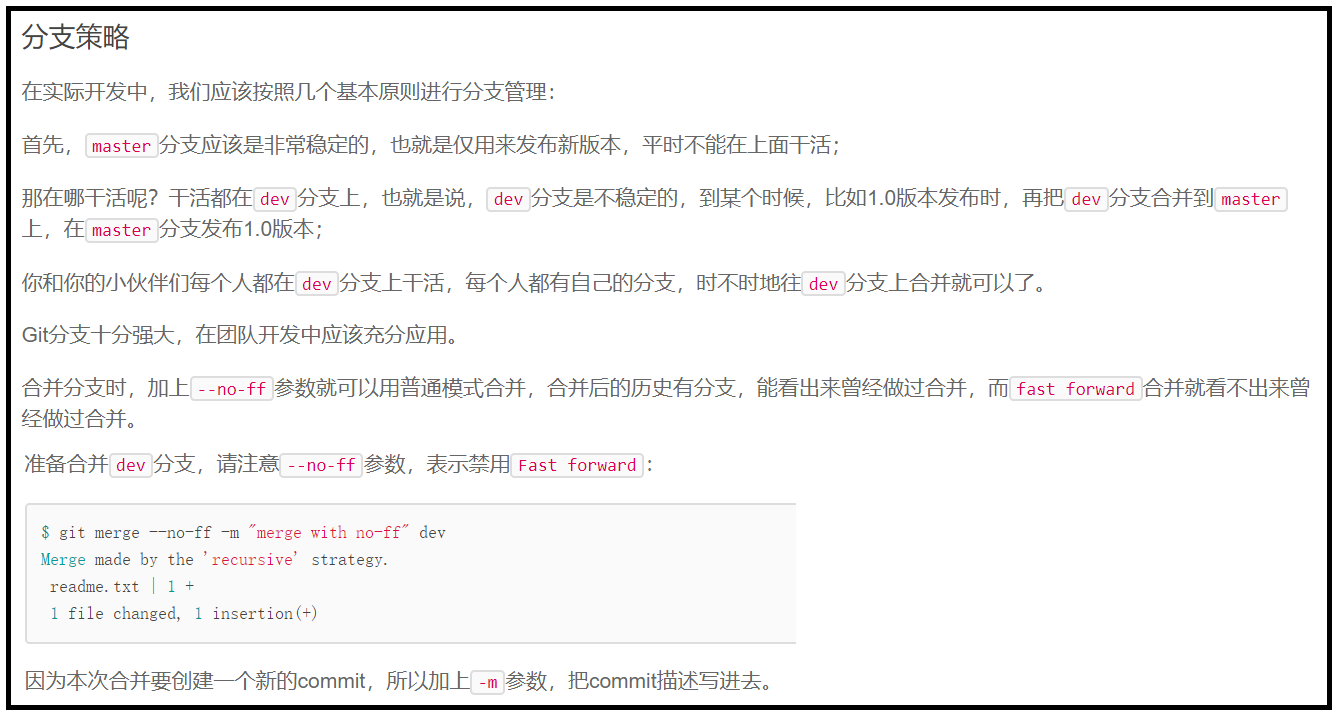 分支策略
在实际开发中，我们应该按照几个基本原则进行分支管理：
首先，master分支应该是非常稳定的，也就是仅用来发布新版本，平时不能在上面干活；
那在哪干活呢？干活都在dev分支上，也就是说，dev分支是不稳定的，到某个时候，比如1.0版本发布时，再把dev分支合并到master
上，在master分支发布1.0版本；
你和你的小伙伴们每个人都在dev分支上干活，每个人都有自己的分支，时不时地往dev分支上合并就可以了。
Git分支十分强大，在团队开发中应该充分应用。
合并分支时，加上--no-ff参数就可以用普通模式合并，合并后的历史有分支，能看出来曾经做过合并，而fast forward合并就看不出来曾
经做过合并。
准备合并dev分支，请注意--no-ff参数，表示禁用Fast forward：
$ git merge --no-ff -m "merge with no-ff" dev
Merge made by the 'recursive' strategy.
readme.txt | 1 +
1 file changed, 1 insertion(+)
因为本次合并要创建一个新的commit，所以加上-m参数，把commit描述写进去。